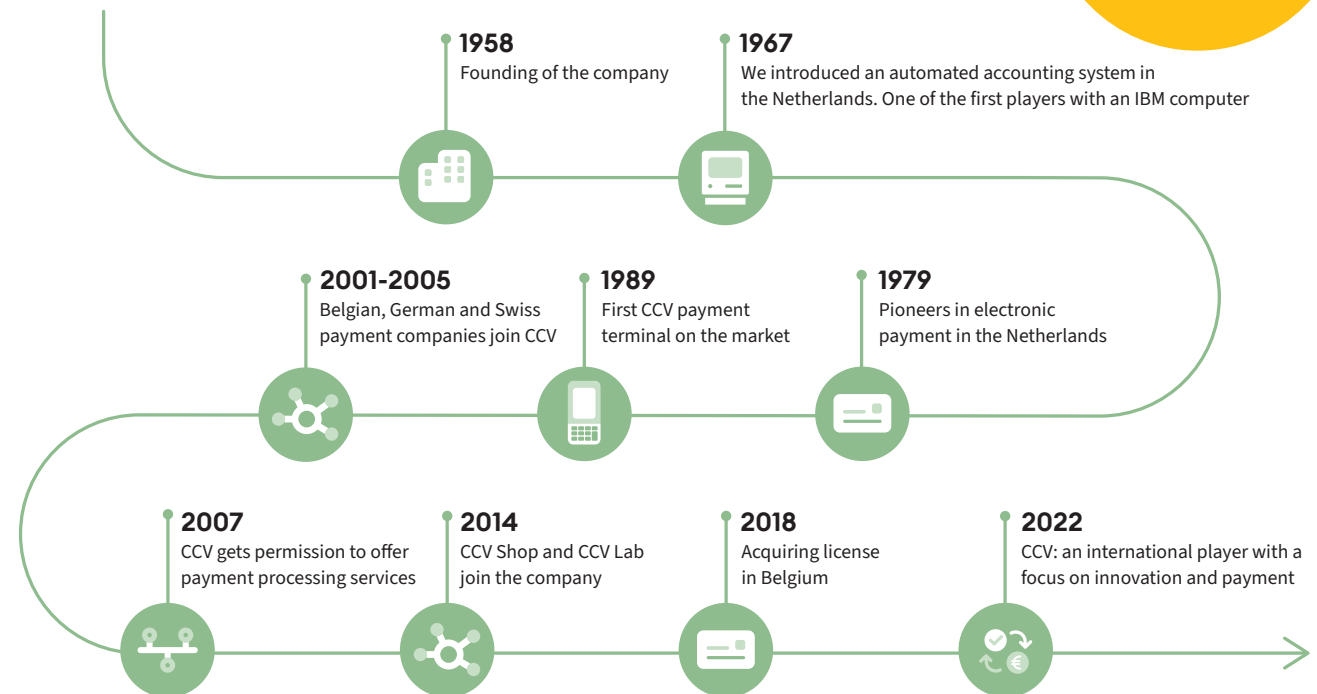 1958
Founding of the company
1967
We introduced an automated accounting system in
the Netherlands. One of the first players with an IBM computer
1979
Pioneers in electronic
payment in the Netherlands
1989
First CCV payment
terminal on the market
2001-2005
Belgian, German and Swiss
payment companies join CCV
2007
CCV gets permission to offer
payment processing services
2014
CCV Shop and CCV Lab
join the company
2018
Acquiring license
in Belgium
2022
CCV: an international player with a
focus on innovation and payment
€